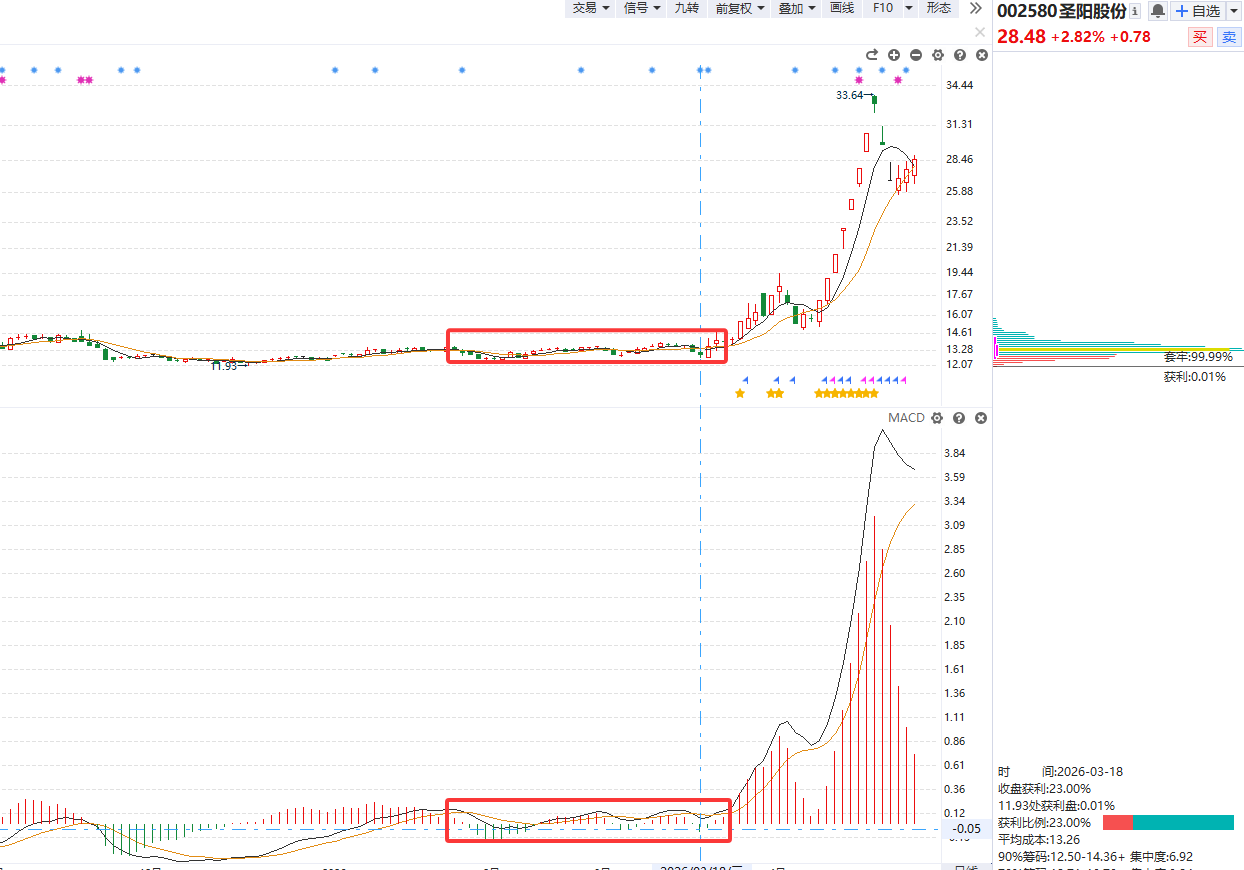 交易 信号 九转 前复权 叠加 画线 F10 形态
002580圣阳股份 自选
28.48 +2.82% +0.78 买 卖
33.64
34.44
31.31
28.46
25.88
23.52
21.39
19.44
17.67
16.07
14.61
13.28
12.07
11.93
套牢:99.99%
获利:0.01%
MACD
3.84
3.59
3.34
3.09
2.85
2.60
2.35
2.10
1.85
1.61
1.36
1.11
0.86
0.61
0.36
0.12
-0.05
时 间:2026-03-18
收盘获利:23.00%
11.93处获利盘:0.01%
获利比例:23.00%
平均成本:13.26
90%筹码:12.50-14.36+ 集中度:6.92